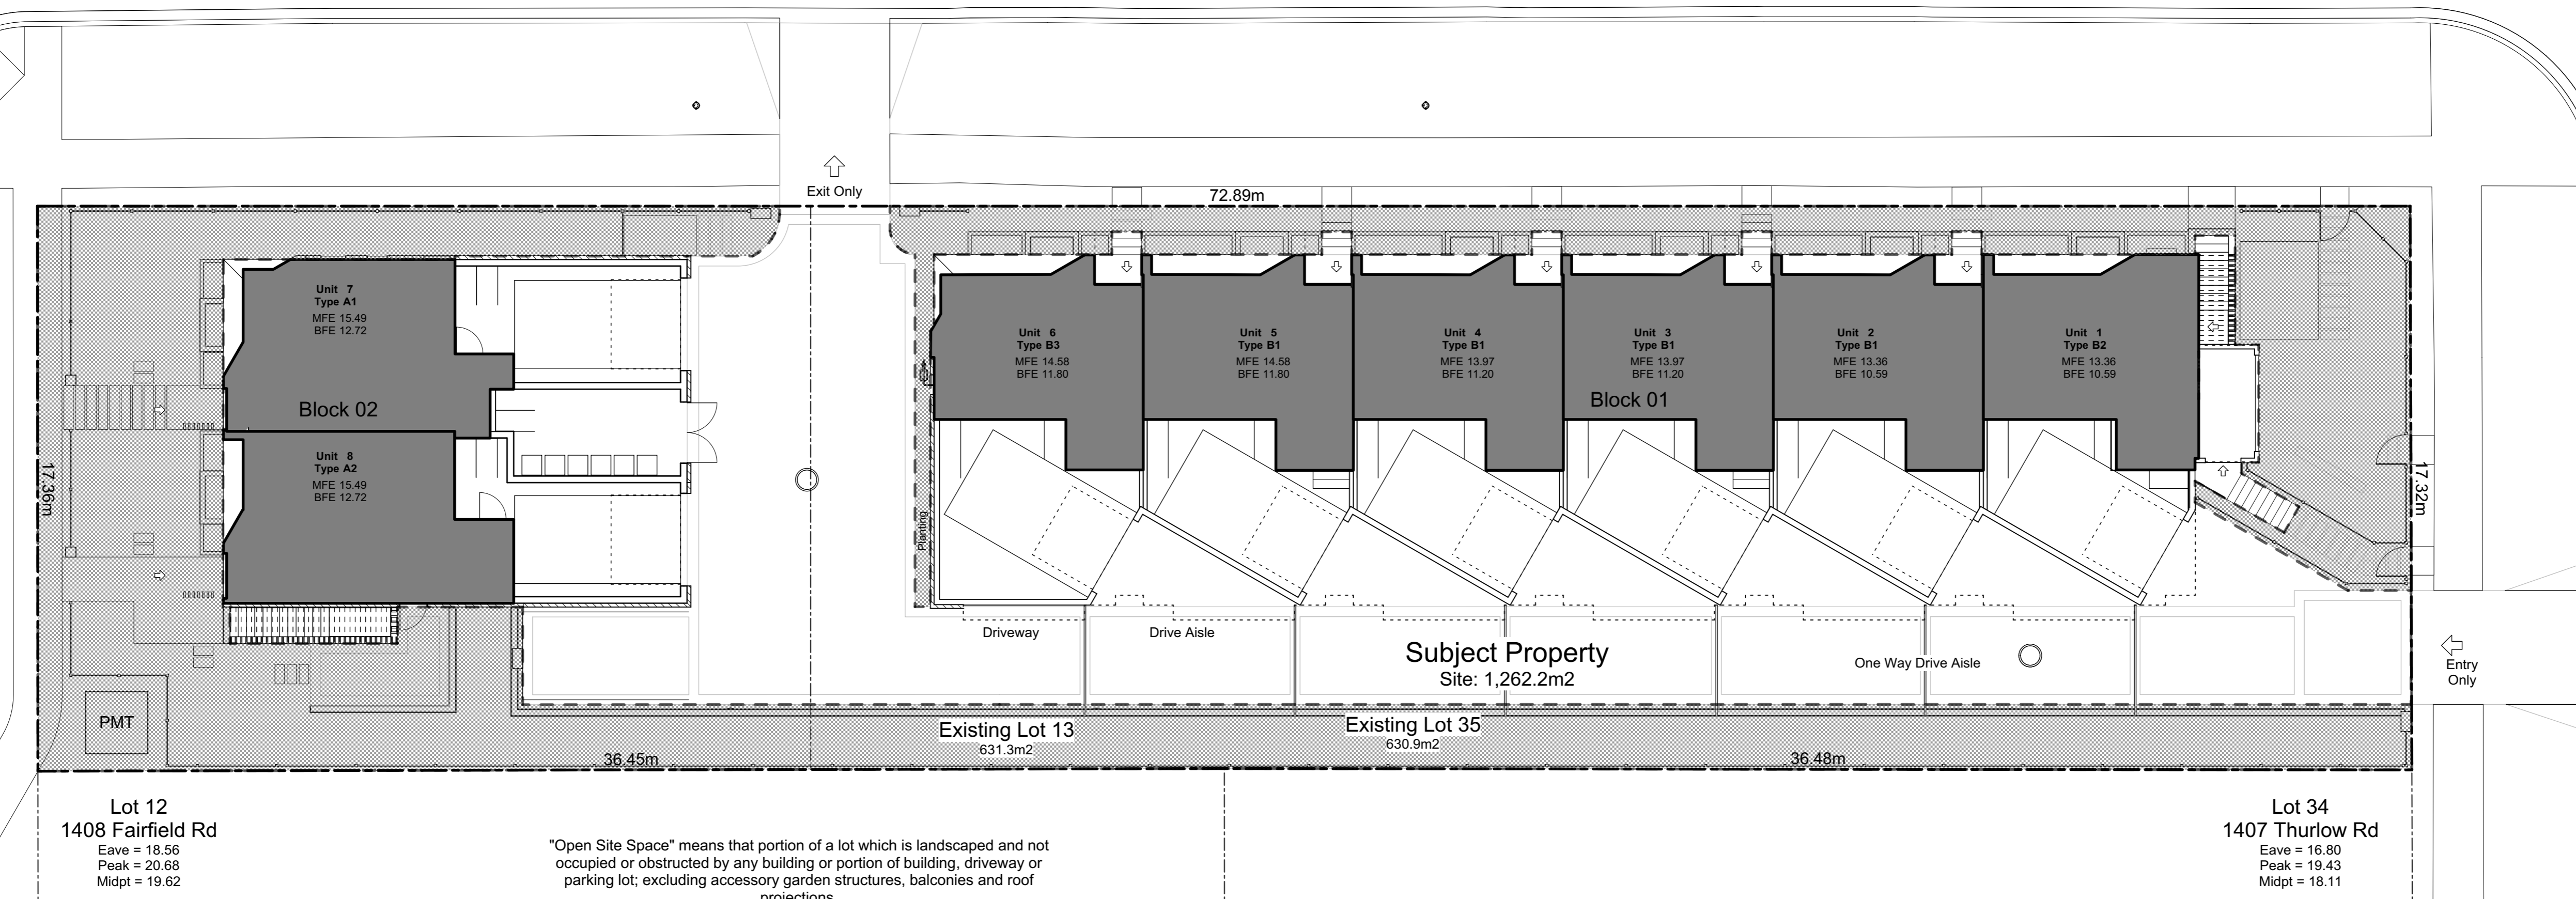 Exit Only
72.89m
Unit 7
Type A1
MFE 15.49
BFE 12.72
Block 02
Unit 8
Type A2
MFE 15.49
BFE 12.72
17.36m
Planting
Unit 6
Type B3
MFE 14.58
BFE 11.80
Unit 5
Type B1
MFE 14.58
BFE 11.80
Unit 4
Type B1
MFE 13.97
BFE 11.20
Unit 3
Type B1
MFE 13.97
BFE 11.20
Block 01
Unit 2
Type B1
MFE 13.36
BFE 10.59
Unit 1
Type B2
MFE 13.36
BFE 10.59
17.32m
Driveway
Drive Aisle
Subject Property
Site: 1,262.2m2
One Way Drive Aisle
Entry
Only
PMT
Existing Lot 13
631.3m2
Existing Lot 35
630.9m2
36.45m
36.48m
Lot 12
1408 Fairfield Rd
Eave = 18.56
Peak = 20.68
Midpt = 19.62
"Open Site Space" means that portion of a lot which is landscaped and not
occupied or obstructed by any building or portion of building, driveway or
parking lot; excluding accessory garden structures, balconies and roof
projections
Lot 34
1407 Thurlow Rd
Eave = 16.80
Peak = 19.43
Midpt = 18.11